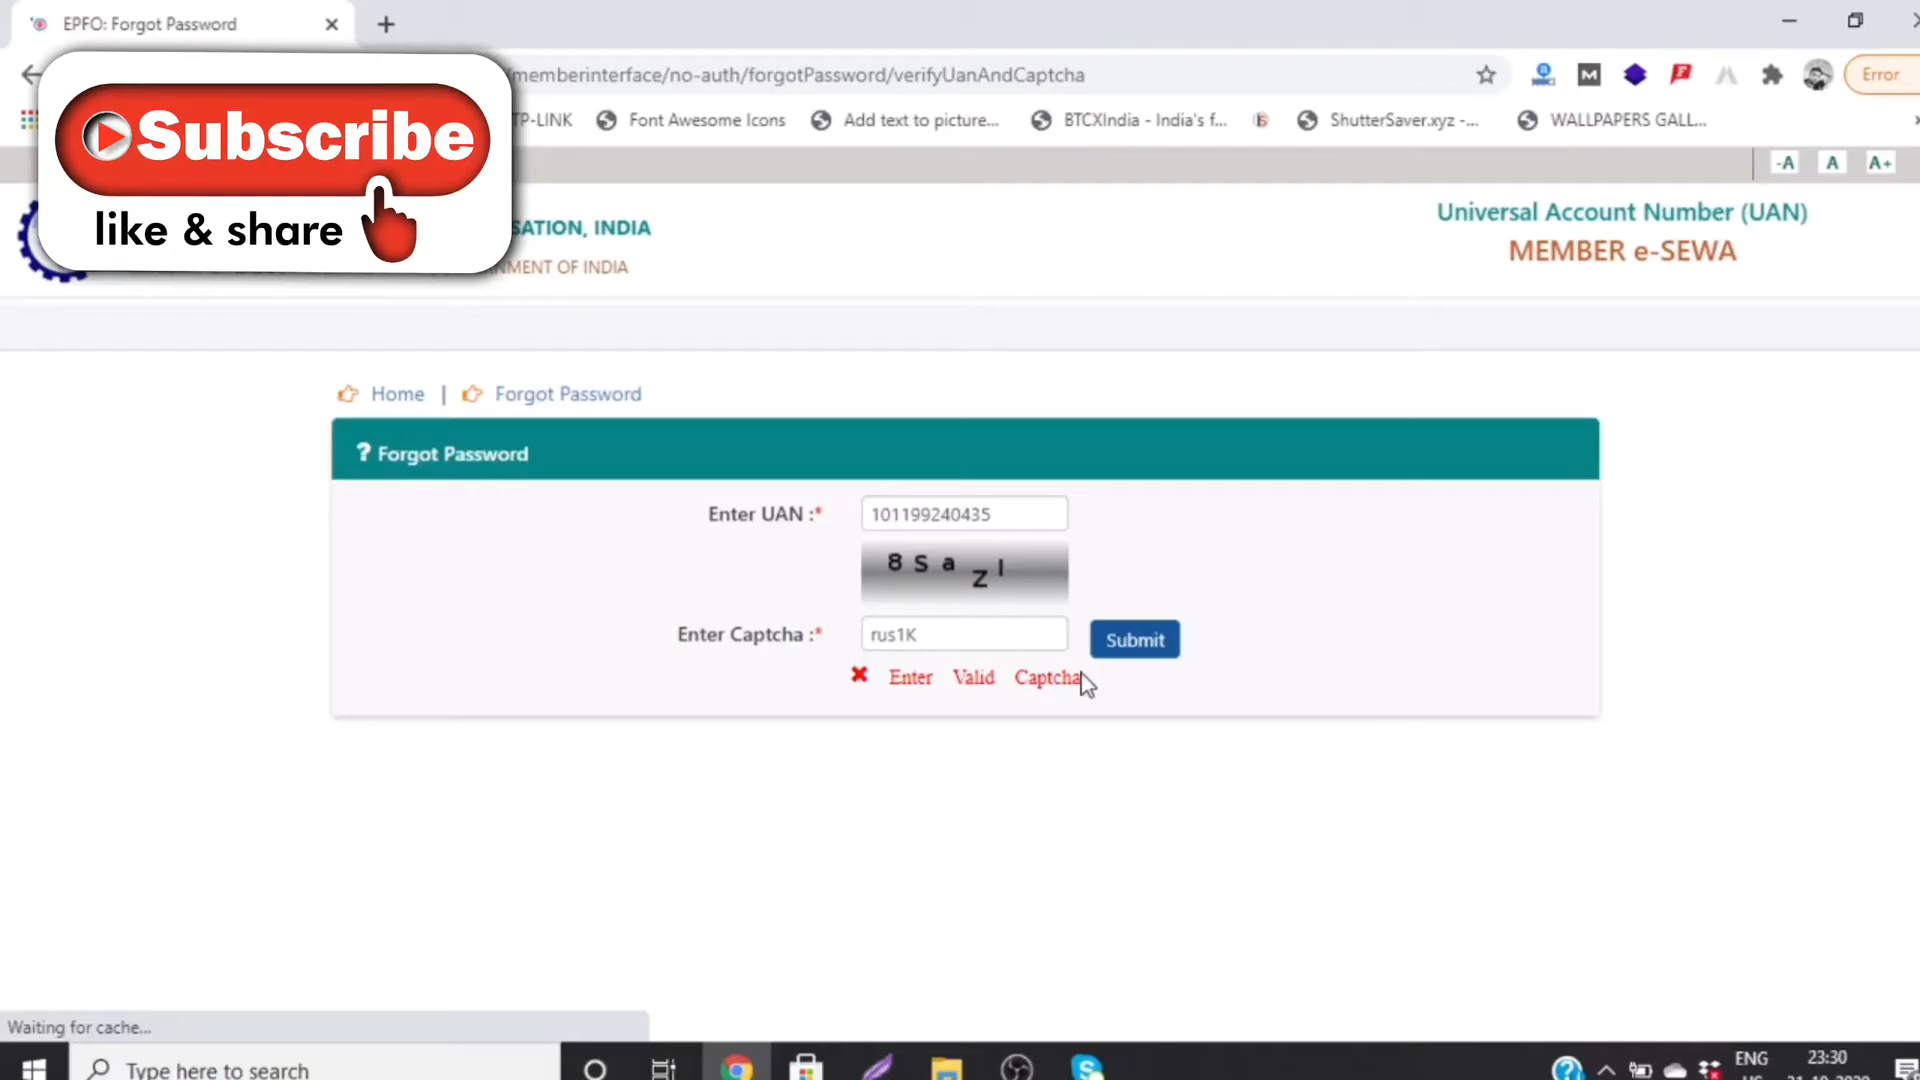 EPFO: Forgot Password
memberinterface/no-auth/forgotPassword/verifyUanAndCaptcha
Error
Subscribe
like & share
TP-LINK
Font Awesome Icons
Add text to picture...
BTCXIndia - India's f...
ShutterSaver.xyz -...
WALLPAPERS GALL...
-A A A+
SATION, INDIA
Universal Account Number (UAN)
MEMBER e-SEWA
NMENT OF INDIA
Home | Forgot Password
? Forgot Password
Enter UAN :* 101199240435
8 S a z l
Enter Captcha :* rus1K Submit
Enter Valid Captcha
Waiting for cache...
Type here to search
ENG 23:30